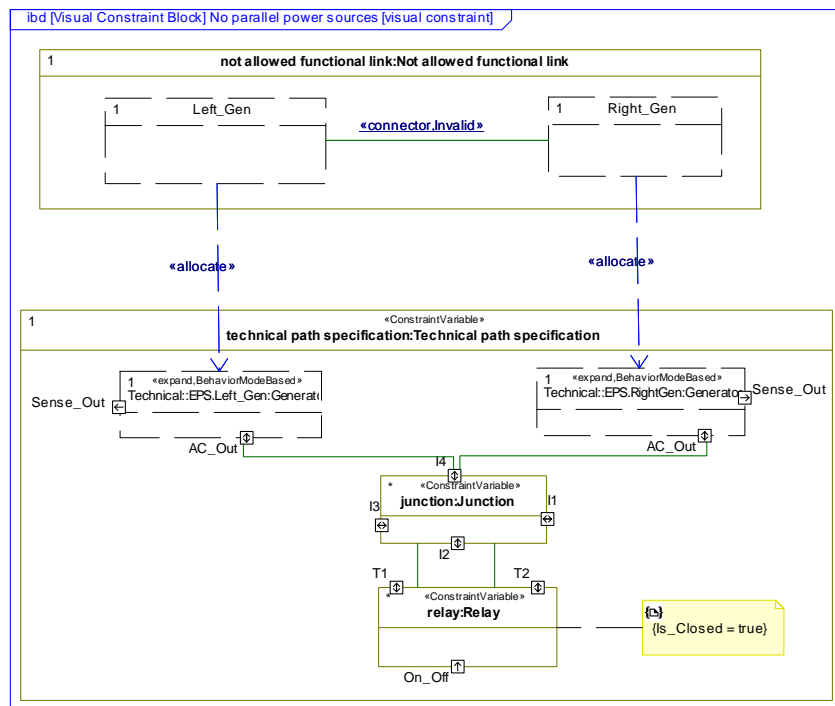 ibd [Visual Constraint Block] No parallel power sources [visual constraint]
1
not allowed functional link:Not allowed functional link
1
Left_Gen
«connector,Invalid»
1
Right_Gen
«allocate»
«allocate»
1
«ConstraintVariable»
technical path specification:Technical path specification
1
«expand,BehaviorModeBased»
Technical::EPS.Left_Gen:Generato
Sense_Out
AC_Out
1
«expand,BehaviorModeBased»
Technical::EPS.RightGen:Generator
Sense_Out
AC_Out
I4
*
«ConstraintVariable»
junction:Junction
I3
I1
I2
T1
T2
*
«ConstraintVariable»
relay:Relay
On_Off
{Is_Closed = true}